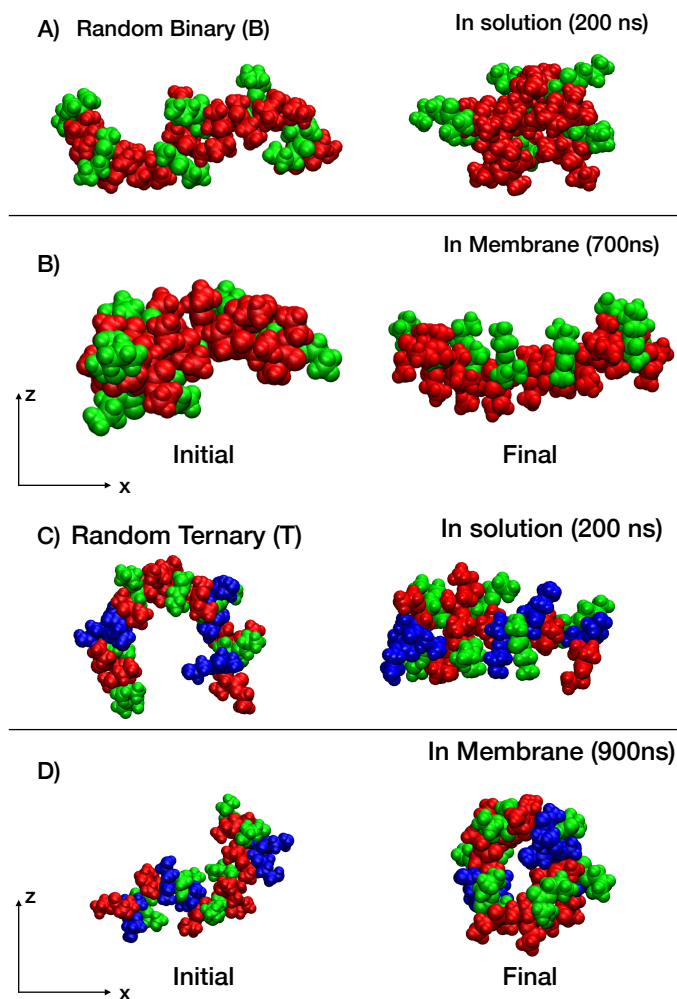 A) Random Binary (B)
In solution (200 ns)
B)
In Membrane (700ns)
Z
X
Initial
Final
C) Random Ternary (T)
In solution (200 ns)
D)
In Membrane (900ns)
Z
X
Initial
Final